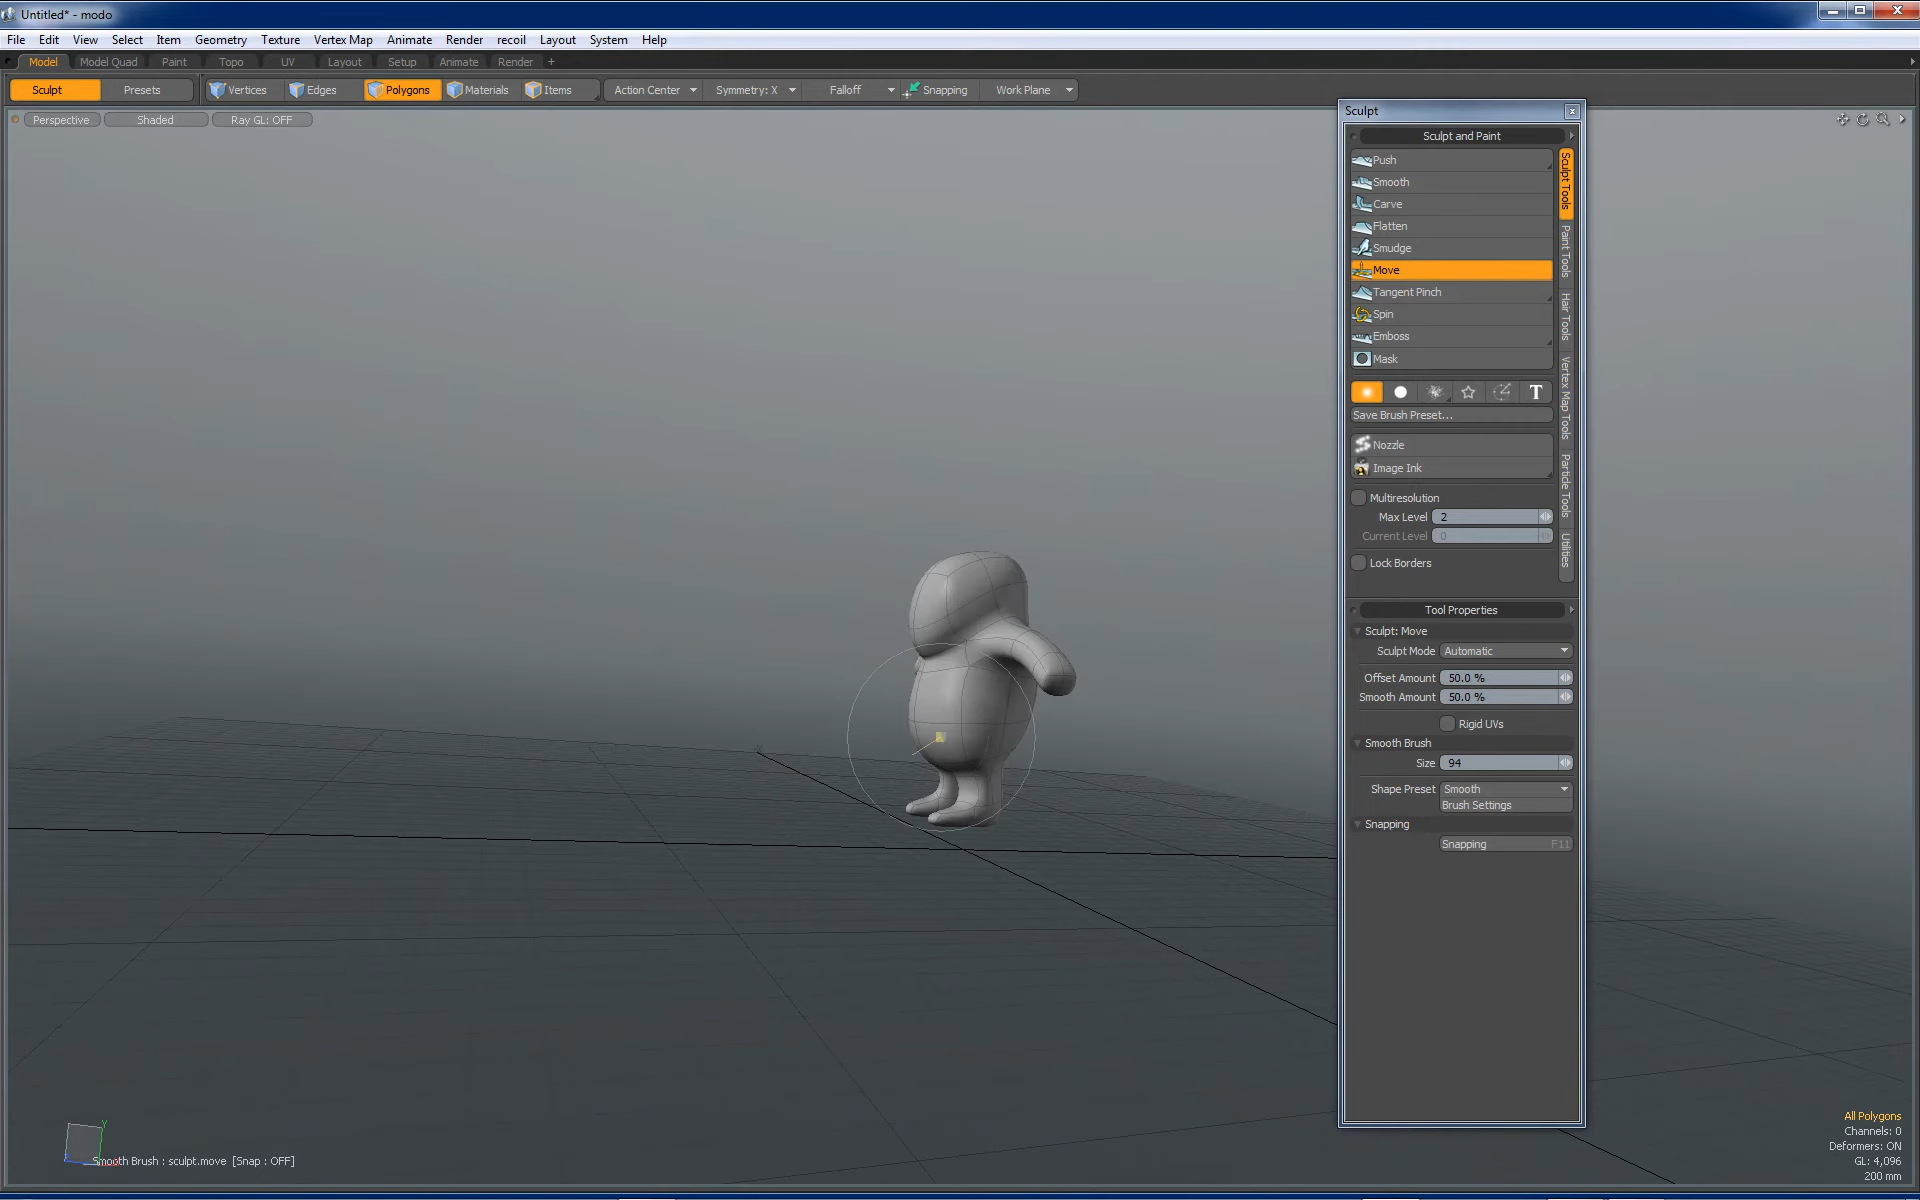 Untitled* - modo
File Edit View Select Item Geometry Texture Vertex Map Animate Render recoil Layout System Help
Model Model Quad Paint Topo UV Layout Setup Animate Render +
Sculpt Presets Vertices Edges Polygons Materials Items Action Center Symmetry: X Falloff Snapping Work Plane
Perspective Shaded Ray GL: OFF
Sculpt
Sculpt and Paint
Push
Smooth
Carve
Flatten
Smudge
Move
Tangent Pinch
Spin
Emboss
Mask
T
Save Brush Preset...
Nozzle
Image Ink
Multiresolution
Max Level 2
Current Level 0
Lock Borders
Sculpt Tools
Paint Tools
Hair Tools
Vertex Map Tools
Particle Tools
Utilities
Tool Properties
Sculpt: Move
Sculpt Mode Automatic
Offset Amount 50.0 %
Smooth Amount 50.0 %
Rigid UVs
Smooth Brush
Size 94
Shape Preset Smooth
Brush Settings
Snapping
Snapping F11
All Polygons
Channels: 0
Deformers: ON
GL: 4,096
200 mm
Y
Smooth Brush : sculpt.move [Snap : OFF]